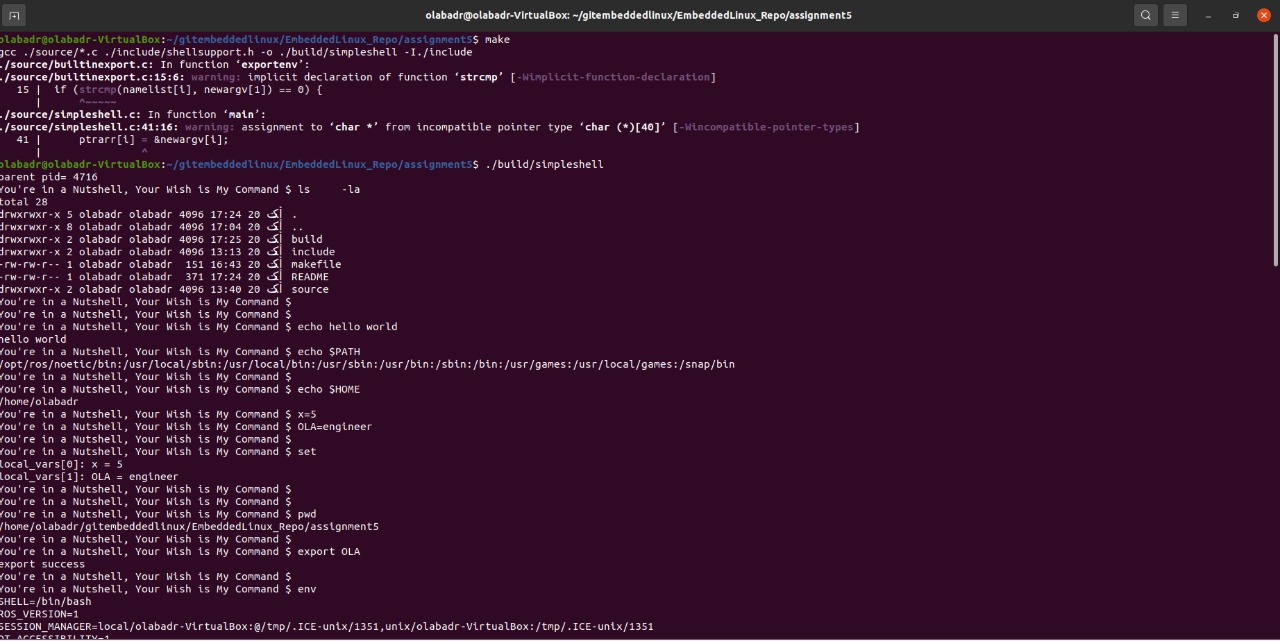 olabadr@olabadr-VirtualBox: ~/gitembeddedlinux/EmbeddedLinux_Repo/assignment5
olabadr@olabadr-VirtualBox:~/gitembeddedlinux/EmbeddedLinux_Repo/assignment5$ make
gcc ./source/*.c ./include/shellsupport.h -o ./build/simpleshell -I./include
./source/builtinexport.c: In function ‘exportenv’:
./source/builtinexport.c:15:6: warning: implicit declaration of function ‘strcmp’ [-Wimplicit-function-declaration]
15 | if (strcmp(namelist[i], newargv[1]) == 0) {
| ^~~~~~
./source/simpleshell.c: In function ‘main’:
./source/simpleshell.c:41:16: warning: assignment to ‘char *’ from incompatible pointer type ‘char (*)[40]’ [-Wincompatible-pointer-types]
41 | ptrarr[i] = &newargv[i];
| ^
olabadr@olabadr-VirtualBox:~/gitembeddedlinux/EmbeddedLinux_Repo/assignment5$ ./build/simpleshell
parent pid= 4716
You're in a Nutshell, Your Wish is My Command $ ls     -la
total 28
drwxrwxr-x 5 olabadr olabadr 4096 17:24 20 أك .
drwxrwxr-x 8 olabadr olabadr 4096 17:04 20 أك ..
drwxrwxr-x 2 olabadr olabadr 4096 17:25 20 أك build
drwxrwxr-x 2 olabadr olabadr 4096 13:13 20 أك include
-rw-rw-r-- 1 olabadr olabadr  151 16:43 20 أك makefile
-rw-rw-r-- 1 olabadr olabadr  371 17:24 20 أك README
drwxrwxr-x 2 olabadr olabadr 4096 13:40 20 أك source
You're in a Nutshell, Your Wish is My Command $
You're in a Nutshell, Your Wish is My Command $
You're in a Nutshell, Your Wish is My Command $ echo hello world
hello world
You're in a Nutshell, Your Wish is My Command $ echo $PATH
/opt/ros/noetic/bin:/usr/local/sbin:/usr/local/bin:/usr/sbin:/usr/bin:/sbin:/bin:/usr/games:/usr/local/games:/snap/bin
You're in a Nutshell, Your Wish is My Command $
You're in a Nutshell, Your Wish is My Command $ echo $HOME
/home/olabadr
You're in a Nutshell, Your Wish is My Command $ x=5
You're in a Nutshell, Your Wish is My Command $ OLA=engineer
You're in a Nutshell, Your Wish is My Command $
You're in a Nutshell, Your Wish is My Command $ set
local_vars[0]: x = 5
local_vars[1]: OLA = engineer
You're in a Nutshell, Your Wish is My Command $
You're in a Nutshell, Your Wish is My Command $
You're in a Nutshell, Your Wish is My Command $ pwd
/home/olabadr/gitembeddedlinux/EmbeddedLinux_Repo/assignment5
You're in a Nutshell, Your Wish is My Command $
You're in a Nutshell, Your Wish is My Command $ export OLA
export success
You're in a Nutshell, Your Wish is My Command $
You're in a Nutshell, Your Wish is My Command $ env
SHELL=/bin/bash
ROS_VERSION=1
SESSION_MANAGER=local/olabadr-VirtualBox:@/tmp/.ICE-unix/1351,unix/olabadr-VirtualBox:/tmp/.ICE-unix/1351
QT_ACCESSIBILITY=1